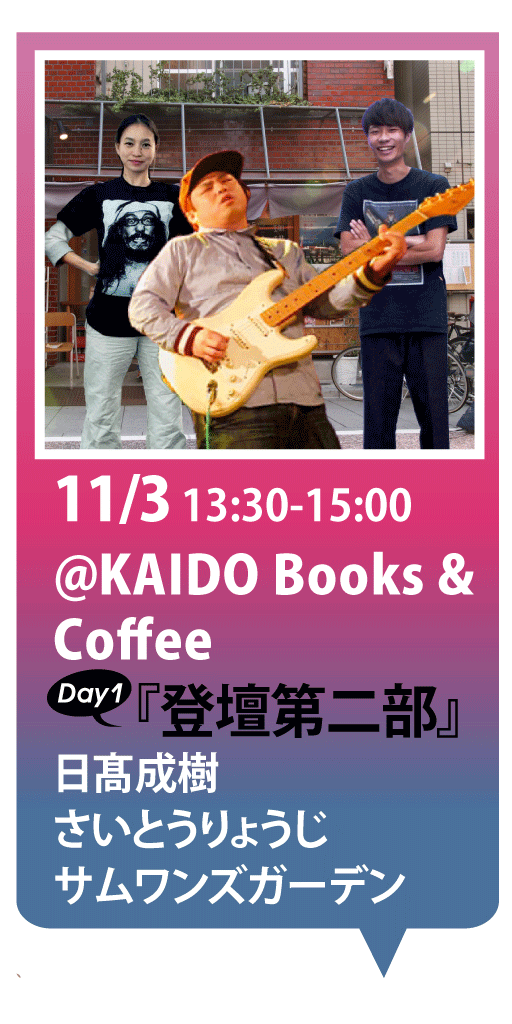 11/3 13:30-15:00
@KAIDO Books &
Coffee
Day1『登壇第二部』
日髙成樹
さいとうりょうじ
サムワンズガーデン
、